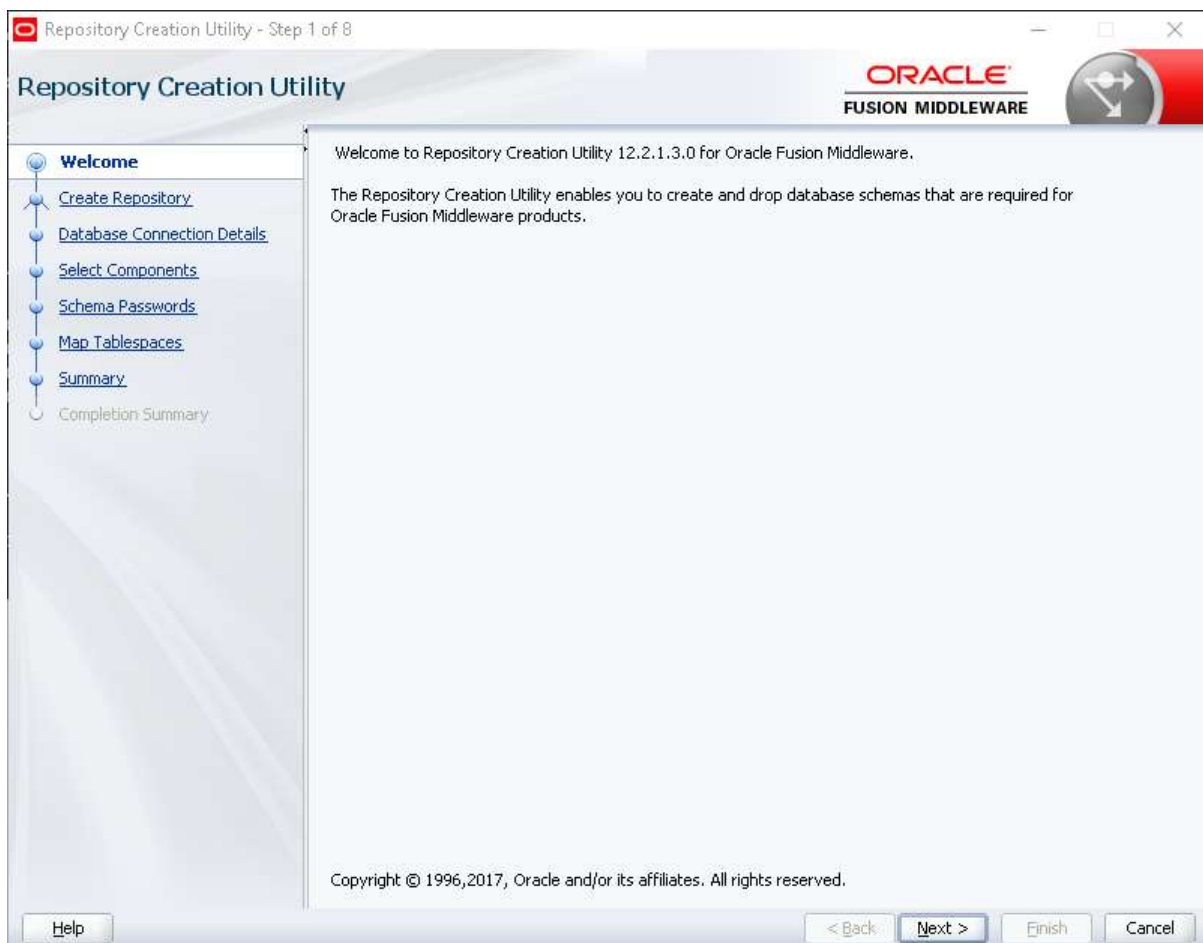 Repository Creation Utility - Step 1 of 8
Repository Creation Utility
ORACLE
FUSION MIDDLEWARE
Welcome
Create Repository
Database Connection Details
Select Components
Schema Passwords
Map Tablespaces
Summary
Completion Summary
Welcome to Repository Creation Utility 12.2.1.3.0 for Oracle Fusion Middleware.
The Repository Creation Utility enables you to create and drop database schemas that are required for
Oracle Fusion Middleware products.
Copyright © 1996,2017, Oracle and/or its affiliates. All rights reserved.
Help
< Back
Next >
Finish
Cancel